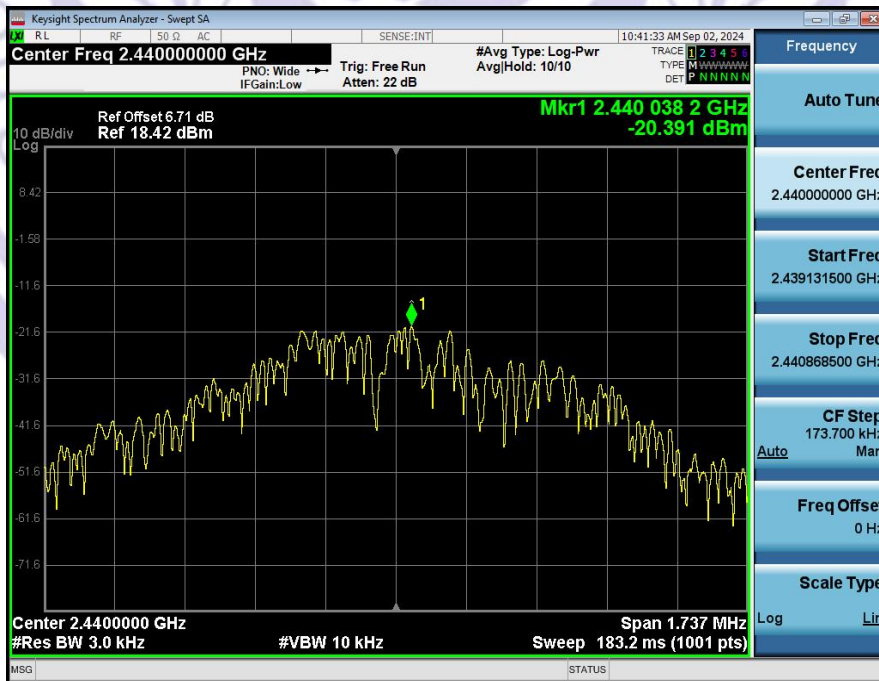 Keysight Spectrum Analyzer - Swept SA
LXI RL RF 50 Ω AC SENSE:INT 10:41:33 AM Sep 02, 2024
Center Freq 2.440000000 GHz
PNO: Wide
IFGain:Low
Trig: Free Run
Atten: 22 dB
#Avg Type: Log-Pwr
Avg|Hold: 10/10
TRACE 1 2 3 4 5 6
TYPE M WWWWW
DET P N N N N N
Ref Offset 6.71 dB
10 dB/div Ref 18.42 dBm
Log
Mkr1 2.440 038 2 GHz
-20.391 dBm
1
8.42
-1.58
-11.6
-21.6
-31.6
-41.6
-51.6
-61.6
-71.6
Center 2.4400000 GHz Span 1.737 MHz
#Res BW 3.0 kHz #VBW 10 kHz Sweep 183.2 ms (1001 pts)
MSG STATUS
Frequency
Auto Tune
Center Freq
2.440000000 GHz
Start Freq
2.439131500 GHz
Stop Freq
2.440868500 GHz
CF Step
173.700 kHz
Auto Man
Freq Offset
0 Hz
Scale Type
Log Lin